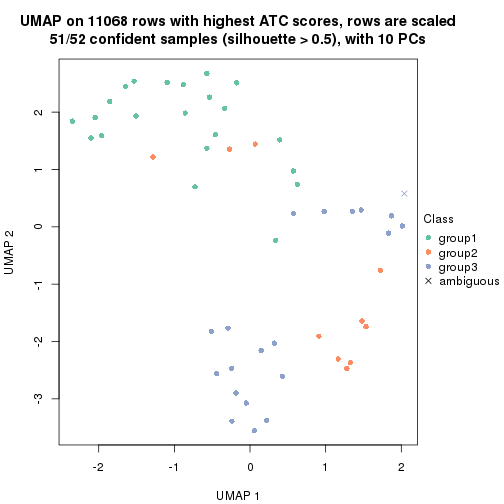 UMAP on 11068 rows with highest ATC scores, rows are scaled
51/52 confident samples (silhouette > 0.5), with 10 PCs
2
1
0
-1
-2
-3
UMAP 2
-2
-1
0
1
2
UMAP 1
Class
group1
group2
group3
ambiguous